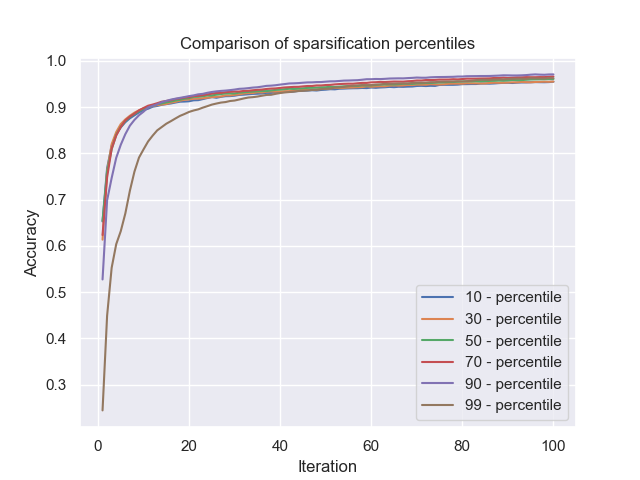 Comparison of sparsification percentiles
Accuracy
1.0
0.9
0.8
0.7
0.6
0.5
0.4
0.3
0
20
40
60
80
100
Iteration
10 - percentile
30 - percentile
50 - percentile
70 - percentile
90 - percentile
99 - percentile